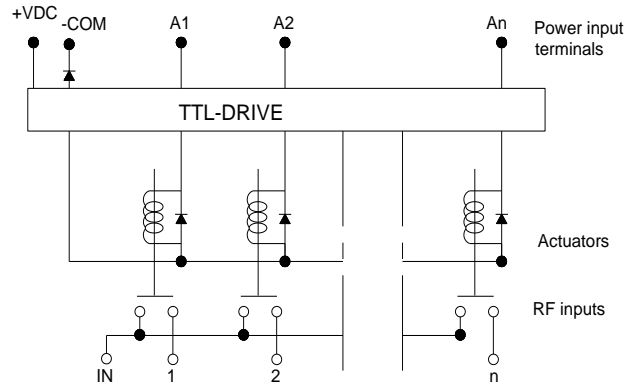 +VDC
-COM
A1
A2
An
Power input
terminals
TTL-DRIVE
Actuators
RF inputs
IN
1
2
n